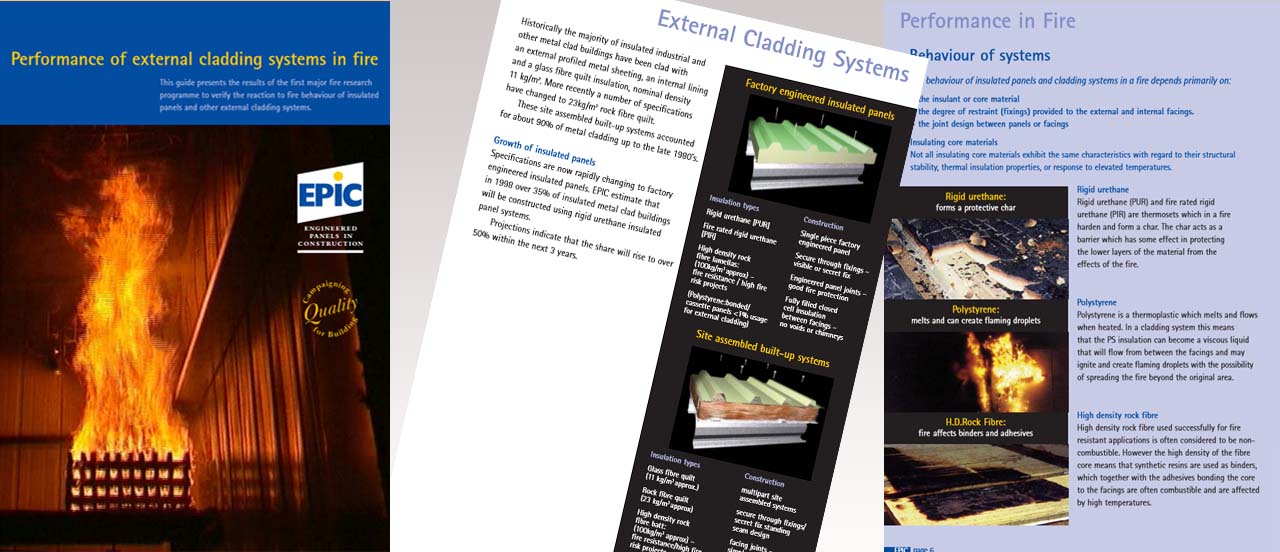 Performance of external cladding systems in fire
This guide presents the results of the first major fire research
programme to verify the reaction to fire behaviour of insulated
panels and other external cladding systems.
EPIC
ENGINEERED
PANELS IN
CONSTRUCTION
Campaigning
Quality
for Building
External Cladding Systems
Historically the majority of insulated industrial and
other metal clad buildings have been clad with
an external profiled metal sheeting, an internal lining
and a glass fibre quilt insulation, nominal density
11 kg/m³. More recently a number of specifications
have changed to 23kg/m³ rock fibre quilt.
These site assembled built-up systems accounted
for about 90% of metal cladding up to the late 1990's.
Growth of insulated panels
Specifications are now rapidly changing to factory
engineered insulated panels. EPIC estimate that
in 1998 over 35% of insulated metal clad buildings
will be constructed using rigid urethane insulated
panel systems.
Projections indicate that the share will rise to over
50% within the next 3 years.
Factory engineered insulated panels
Insulation types
Rigid urethane [PUR]
Fire rated rigid urethane
[PIR]
High density rock
fibre lamellas:
(100kg/m³ approx) –
fire resistance / high fire
risk projects
(Polystyrene:bonded/
cassette panels <1% usage
for external cladding)
Construction
Single piece factory
engineered panel
Secure through fixings –
visible or secret fix
Engineered panel joints –
good fire protection
Fully filled closed
cell insulation
between facings –
no voids or chimneys
Site assembled built-up systems
Insulation types
Glass fibre quilt
(11 kg/m³ approx.)
Rock fibre quilt
(23 kg/m³ approx)
High density rock
fibre batt:
(100kg/m³ approx) –
fire resistance/high fire
risk projects
Construction
multipart site
assembled systems
secure through fixings/
secret fix standing
seam design
facing joints –
Performance in Fire
Behaviour of systems
behaviour of insulated panels and cladding systems in a fire depends primarily on:
the insulant or core material
the degree of restraint (fixings) provided to the external and internal facings.
the joint design between panels or facings
Insulating core materials
Not all insulating core materials exhibit the same characteristics with regard to their structural
stability, thermal insulation properties, or response to elevated temperatures.
Rigid urethane:
forms a protective char
Polystyrene:
melts and can create flaming droplets
H.D.Rock Fibre:
fire affects binders and adhesives
Rigid urethane
Rigid urethane (PUR) and fire rated rigid
urethane (PIR) are thermosets which in a fire
harden and form a char. The char acts as a
barrier which has some effect in protecting
the lower layers of the material from the
effects of the fire.
Polystyrene
Polystyrene is a thermoplastic which melts and flows
when heated. In a cladding system this means
that the PS insulation can become a viscous liquid
that will flow from between the facings and may
ignite and create flaming droplets with the possibility
of spreading the fire beyond the original area.
High density rock fibre
High density rock fibre used successfully for fire
resistant applications is often considered to be non-
combustible. However the high density of the fibre
core means that synthetic resins are used as binders,
which together with the adhesives bonding the core
to the facings are often combustible and are affected
by high temperatures.
EPIC page 6